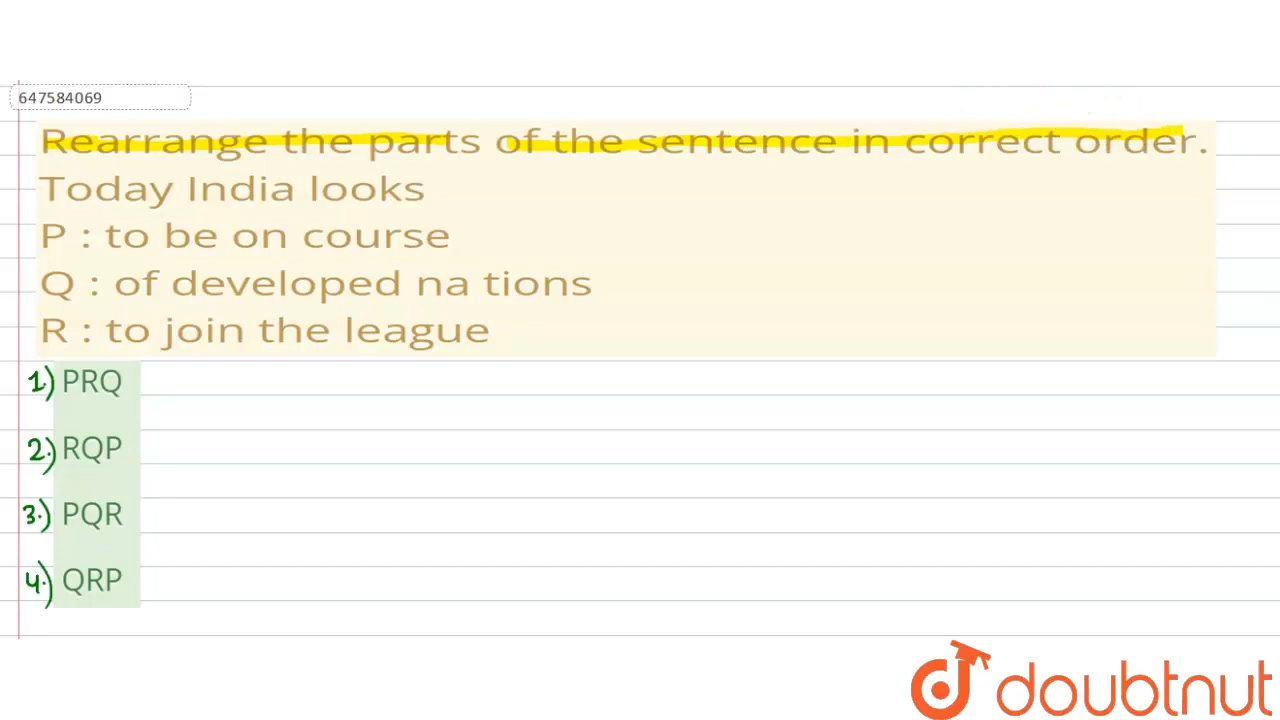 647584069
Rearrange the parts of the sentence in correct order.
Today India looks
P : to be on course
Q : of developed na tions
R : to join the league
1.) PRQ
2.) RQP
3.) PQR
4.) QRP
doubtnut